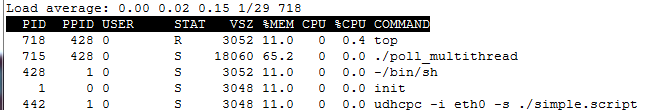 Load average: 0.00 0.02 0.15 1/29 718
PID PPID USER STAT VSZ %MEM CPU %CPU COMMAND
718 428 0 R 3052 11.0 0 0.4 top
715 428 0 S 18060 65.2 0 0.0 ./poll_multithread
428 1 0 S 3052 11.0 0 0.0 -/bin/sh
1 0 0 S 3048 11.0 0 0.0 init
442 1 0 S 3048 11.0 0 0.0 udhcpc -i eth0 -s ./simple.script